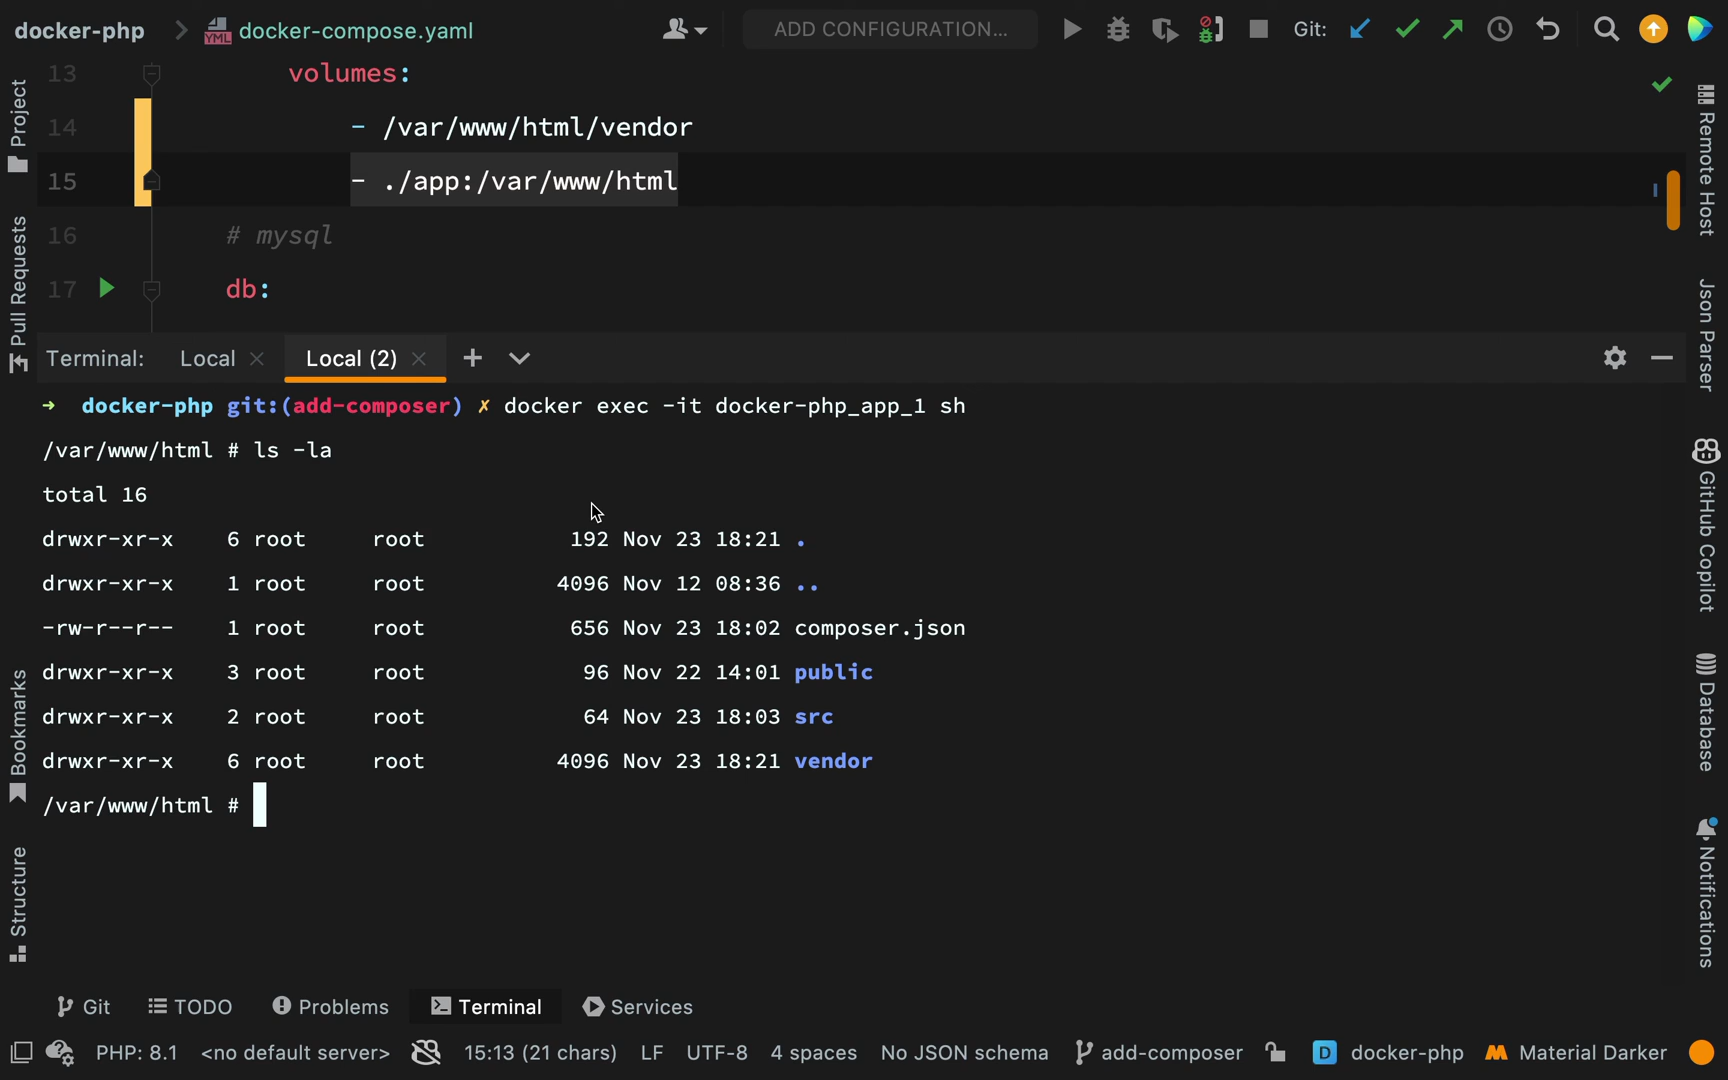 docker-php
YML docker-compose.yaml
ADD CONFIGURATION...
Git:
13 volumes:
14 - /var/www/html/vendor
15 - ./app:/var/www/html
16 # mysql
17 db:
Project
Pull Requests
Bookmarks
Structure
Terminal: Local Local (2)
→ docker-php git:(add-composer) ✗ docker exec -it docker-php_app_1 sh
/var/www/html # ls -la
total 16
drwxr-xr-x 6 root root 192 Nov 23 18:21 .
drwxr-xr-x 1 root root 4096 Nov 12 08:36 ..
-rw-r--r-- 1 root root 656 Nov 23 18:02 composer.json
drwxr-xr-x 3 root root 96 Nov 22 14:01 public
drwxr-xr-x 2 root root 64 Nov 23 18:03 src
drwxr-xr-x 6 root root 4096 Nov 23 18:21 vendor
/var/www/html #
Remote Host
Json Parser
GitHub Copilot
Database
Notifications
Git TODO Problems Terminal Services
PHP: 8.1 <no default server> 15:13 (21 chars) LF UTF-8 4 spaces No JSON schema add-composer D docker-php Material Darker